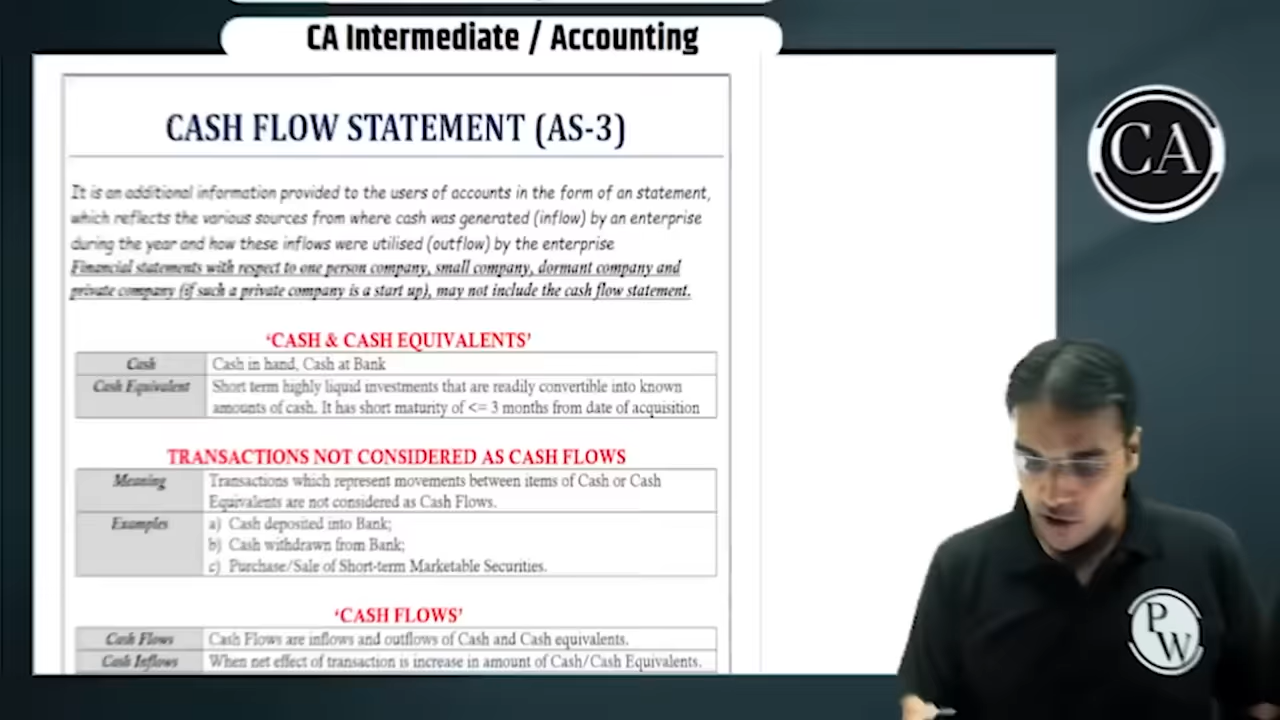 CA Intermediate / Accounting
CASH FLOW STATEMENT (AS-3)
CA
It is an additional information provided to the users of accounts in the form of an statement,
which reflects the various sources from where cash was generated (inflow) by an enterprise
during the year and how these inflows were utilised (outflow) by the enterprise
Financial statements with respect to one person company, small company, dormant company and
private company (if such a private company is a start up), may not include the cash flow statement.
‘CASH & CASH EQUIVALENTS’
Cash Cash in hand, Cash at Bank
Cash Equivalent Short term highly liquid investments that are readily convertible into known
amounts of cash. It has short maturity of <= 3 months from date of acquisition
TRANSACTIONS NOT CONSIDERED AS CASH FLOWS
Meaning Transactions which represent movements between items of Cash or Cash
Equivalents are not considered as Cash Flows.
Examples a) Cash deposited into Bank;
b) Cash withdrawn from Bank;
c) Purchase/Sale of Short-term Marketable Securities.
‘CASH FLOWS’
Cash Flows Cash Flows are inflows and outflows of Cash and Cash equivalents.
Cash Inflows When net effect of transaction is increase in amount of Cash/Cash Equivalents.
P
W